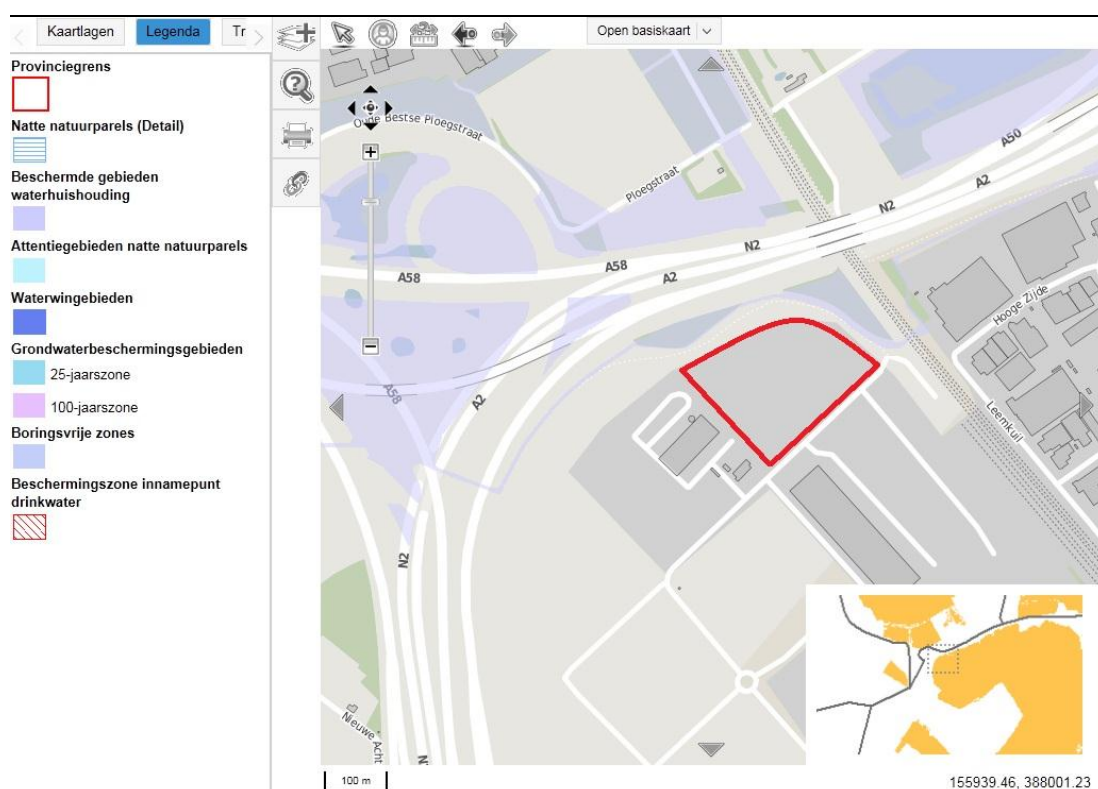 Kaartlagen
Legenda
Tr
Open basiskaart
Provinciegrens
Natte natuurparels (Detail)
Beschermde gebieden
waterhuishouding
Attentiegebieden natte natuurparels
Waterwingebieden
Grondwaterbeschermingsgebieden
25-jaarszone
100-jaarszone
Boringsvrije zones
Beschermingszone innamepunt
drinkwater
Oude Bestse Ploegstraat
Ploegstraat
A50
A2
N2
N2
A58
A58
A2
Hooge Zijde
A58
A2
Leemkuil
N2
Nieuwe Acht
100 m
155939.46, 388001.23